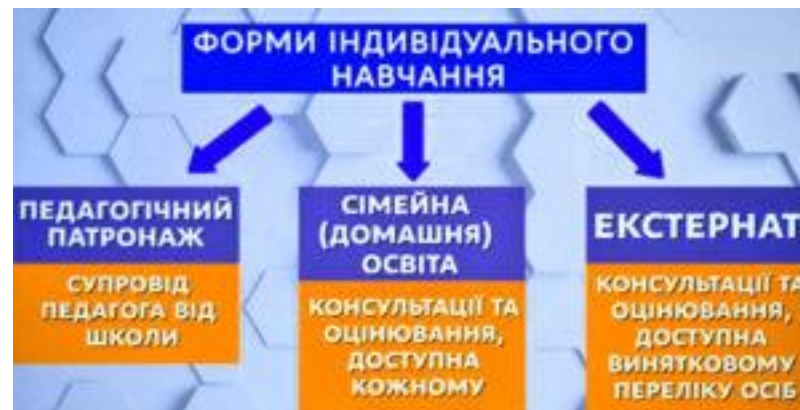 ФОРМИ ІНДИВІДУАЛЬНОГО
НАВЧАННЯ
ПЕДАГОГІЧНИЙ
ПАТРОНАЖ
СУПРОВІД
ПЕДАГОГА ВІД
ШКОЛИ
СІМЕЙНА
(ДОМАШНЯ)
ОСВІТА
КОНСУЛЬТАЦІЇ ТА
ОЦІНЮВАННЯ,
ДОСТУПНА
КОЖНОМУ
ЕКСТЕРНАТ
КОНСУЛЬТАЦІЇ ТА
ОЦІНЮВАННЯ,
ДОСТУПНА
ВИНЯТКОВОМУ
ПЕРЕЛІКУ ОСІБ